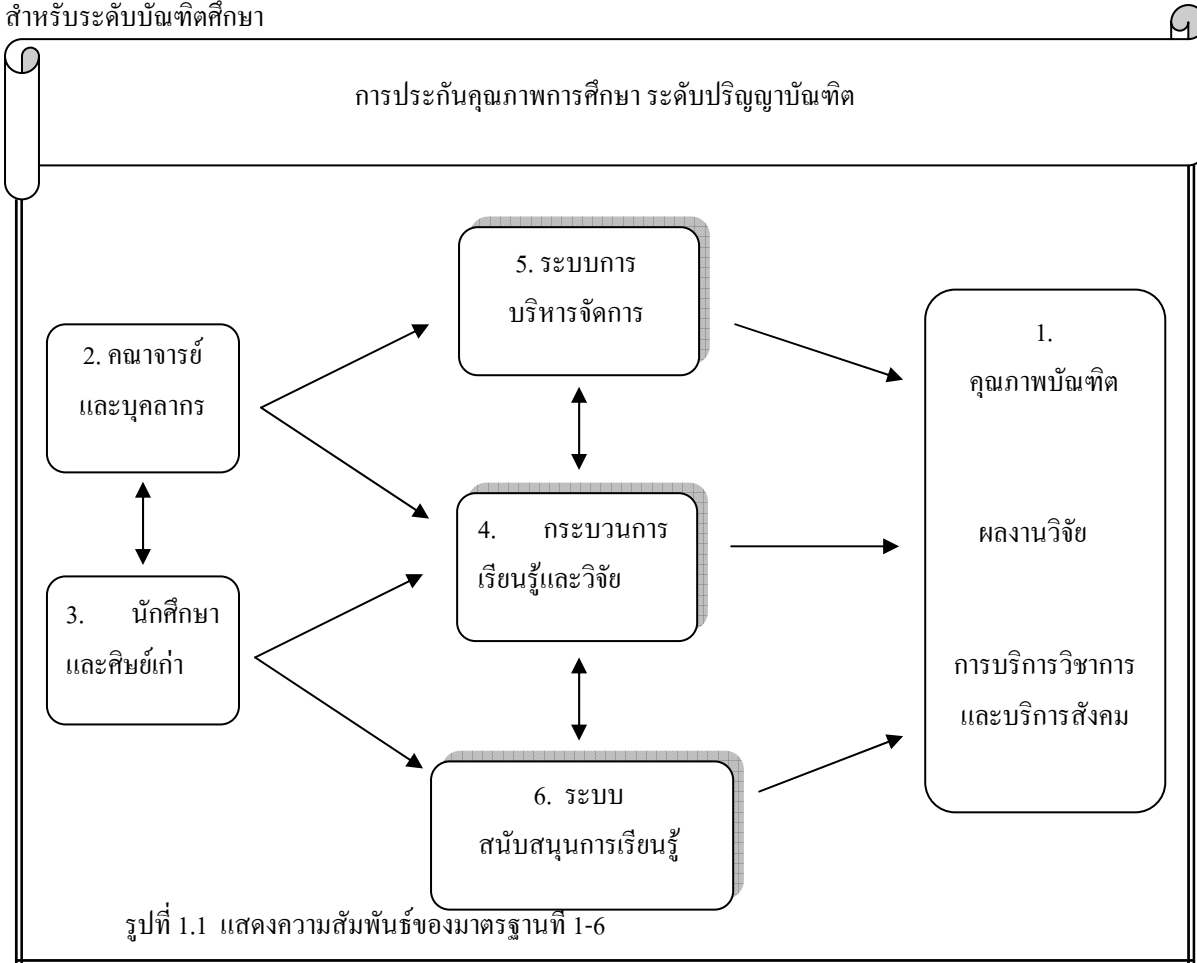 สำหรับระดับบัณฑิตศึกษา
การประกันคุณภาพการศึกษา ระดับปริญญาบัณฑิต
5. ระบบการ
บริหารจัดการ
2. คณาจารย์
และบุคลากร
1.
คุณภาพบัณฑิต
4. กระบวนการ
เรียนรู้และวิจัย
ผลงานวิจัย
3. นักศึกษา
และศิษย์เก่า
การบริการวิชาการ
และบริการสังคม
6. ระบบ
สนับสนุนการเรียนรู้
รูปที่ 1.1 แสดงความสัมพันธ์ของมาตรฐานที่ 1-6